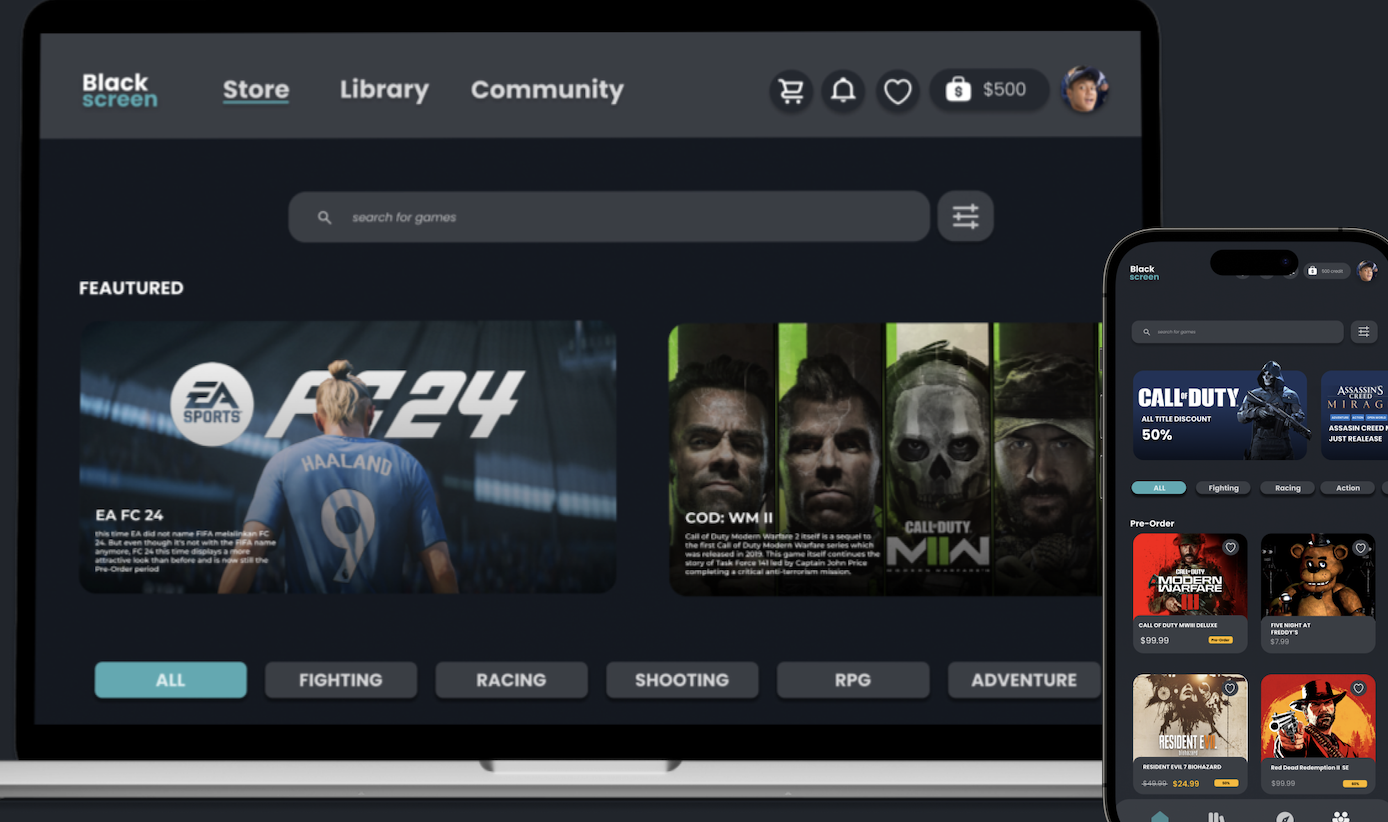 Black
screen
Store
Library
Community
$500
search for games
FEAUTURED
EA
SPORTS
FC 24
HAALAND
9
EA FC 24
this time EA did not name FIFA melainkan FC
24. But even though it's not with the FIFA name
anymore, FC 24 this time displays a more
attractive look than before and is now still the
Pre-Order period
CALL OF DUTY
MWII
MODERN WARFARE
COD: WM II
Call of Duty Modern Warfare 2 itself is a sequel to
the first Call of Duty Modern Warfare series which
was released in 2019. This game itself continues the
story of Task Force 141 led by Captain John Price
completing a critical anti-terrorism mission.
ALL
FIGHTING
RACING
SHOOTING
RPG
ADVENTURE
Black
screen
500 credit
search for games
CALL OF DUTY
ALL TITLE DISCOUNT
50%
ASSASSIN'S
CREED
MIRAG
ASSASIN CREED M
JUST REALEASE
ALL
Fighting
Racing
Action
Pre-Order
CALL OF DUTY
MODERN
WARFARE
III
CALL OF DUTY MWIII DELUXE
$99.99
Pre-Order
FIVE NIGHT AT
FREDDY'S
$7.99
RESIDENT EVIL
RESIDENT EVIL 7 BIOHAZARD
$49.99 $24.99
50%
Red Dead Redemption II SE
$99.99
50%